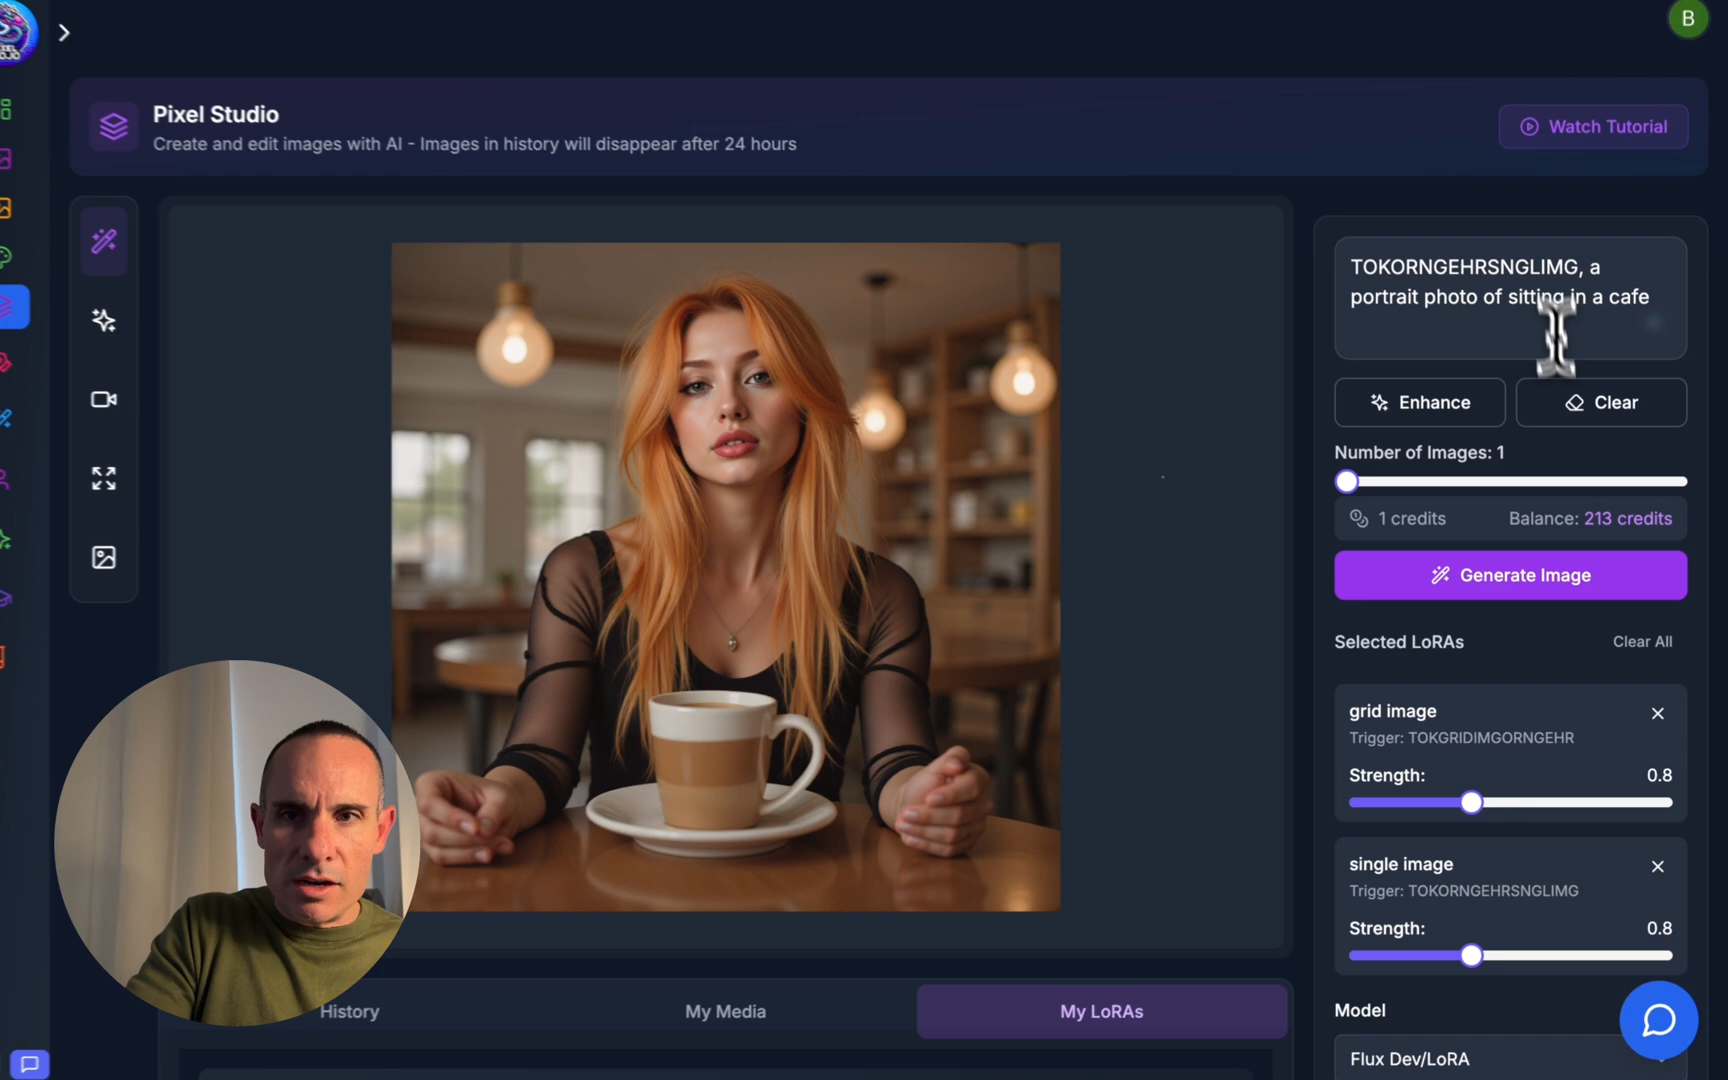 B
Pixel Studio
Create and edit images with AI - Images in history will disappear after 24 hours
Watch Tutorial
TOKORNGEHRSNGLIMG, a
portrait photo of sitting in a cafe
Enhance
Clear
Number of Images: 1
1 credits
Balance: 213 credits
Generate Image
Selected LoRAs
Clear All
grid image
Trigger: TOKGRIDIMGORNGEHR
Strength:
0.8
single image
Trigger: TOKORNGEHRSNGLIMG
Strength:
0.8
History
My Media
My LoRAs
Model
Flux Dev/LoRA